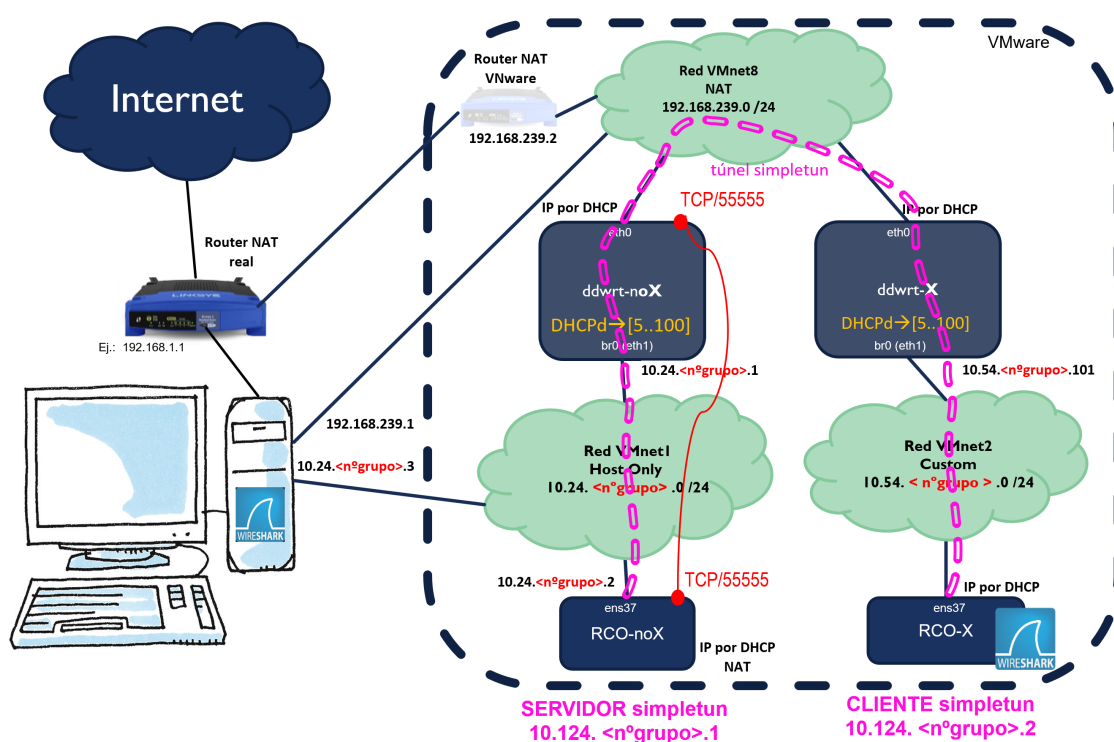 VMware
Internet
Router NAT
VNware
192.168.239.2
Red VMnet8
NAT
192.168.239.0 /24
túnel simpletun
IP por DHCP
TCP/55555
IP por DHCP
Router NAT
real
LINKSYS
Ej.: 192.168.1.1
eth0
ddwrt-noX
DHCPd→[5..100]
br0 (eth1)
eth0
ddwrt-X
DHCPd→[5..100]
br0 (eth1)
10.24.<nºgrupo>.1
10.54.<nºgrupo>.101
192.168.239.1
10.24.<nºgrupo>.3
WIRESHARK
Red VMnet1
Host Only
10.24. <nºgrupo> .0 /24
Red VMnet2
Custom
10.54. < nºgrupo > .0 /24
10.24.<nºgrupo>.2
TCP/55555
IP por DHCP
ens37
RCO-noX
IP por DHCP
NAT
ens37
RCO-X
WIRESHARK
SERVIDOR simpletun
10.124. <nºgrupo>.1
CLIENTE simpletun
10.124. <nºgrupo>.2